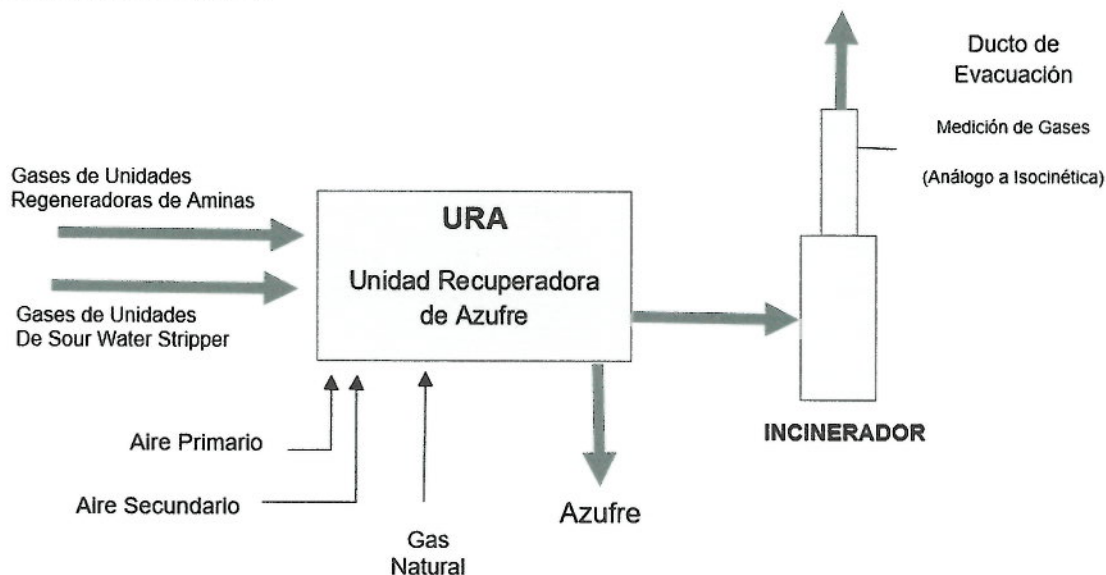 Ducto de
Evacuación
Medición de Gases
(Análogo a Isocinética)
Gases de Unidades
Regeneradoras de Aminas
URA
Unidad Recuperadora
de Azufre
Gases de Unidades
De Sour Water Stripper
INCINERADOR
Aire Primario
Aire Secundario
Azufre
Gas
Natural